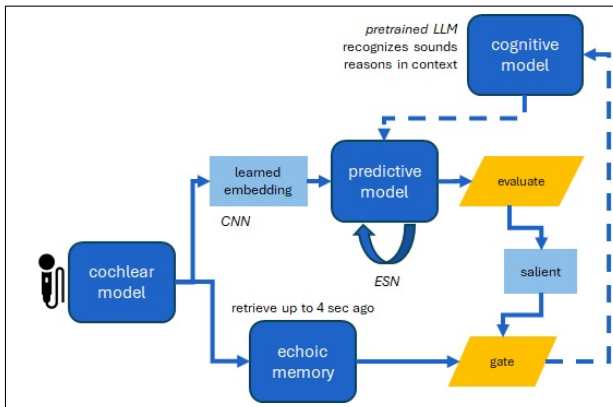 pretrained LLM
recognizes sounds
reasons in context
cognitive
model
learned
embedding
CNN
predictive
model
ESN
evaluate
salient
cochlear
model
retrieve up to 4 sec ago
echoic
memory
gate